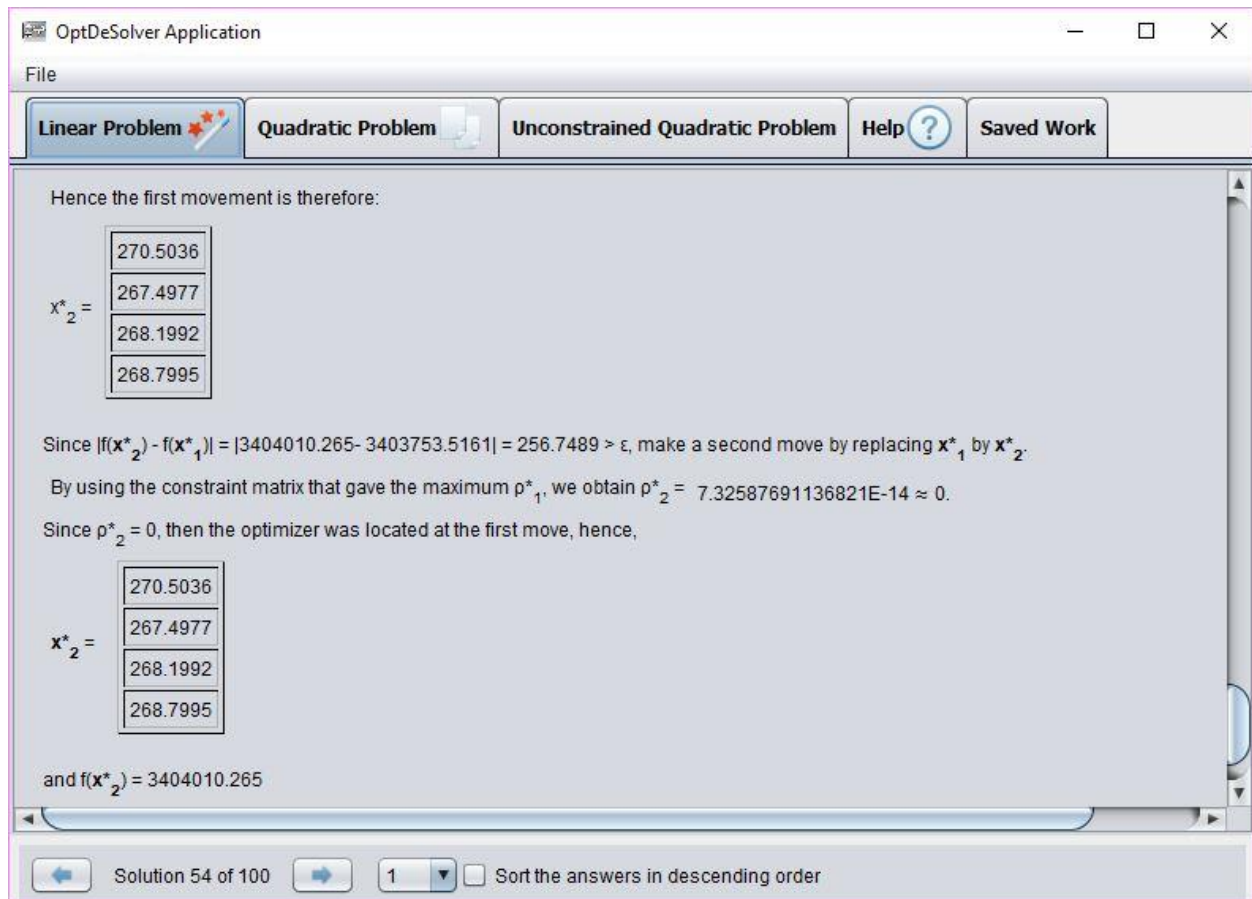 OptDeSolver Application
File
Linear Problem Quadratic Problem Unconstrained Quadratic Problem Help ? Saved Work
Hence the first movement is therefore:
x*2 =
270.5036
267.4977
268.1992
268.7995
Since |f(x*2) - f(x*1)| = |3404010.265- 3403753.5161| = 256.7489 > ε, make a second move by replacing x*1 by x*2.
By using the constraint matrix that gave the maximum ρ*1, we obtain ρ*2 = 7.32587691136821E-14 ≈ 0.
Since ρ*2 = 0, then the optimizer was located at the first move, hence,
x*2 =
270.5036
267.4977
268.1992
268.7995
and f(x*2) = 3404010.265
Solution 54 of 100 1 Sort the answers in descending order